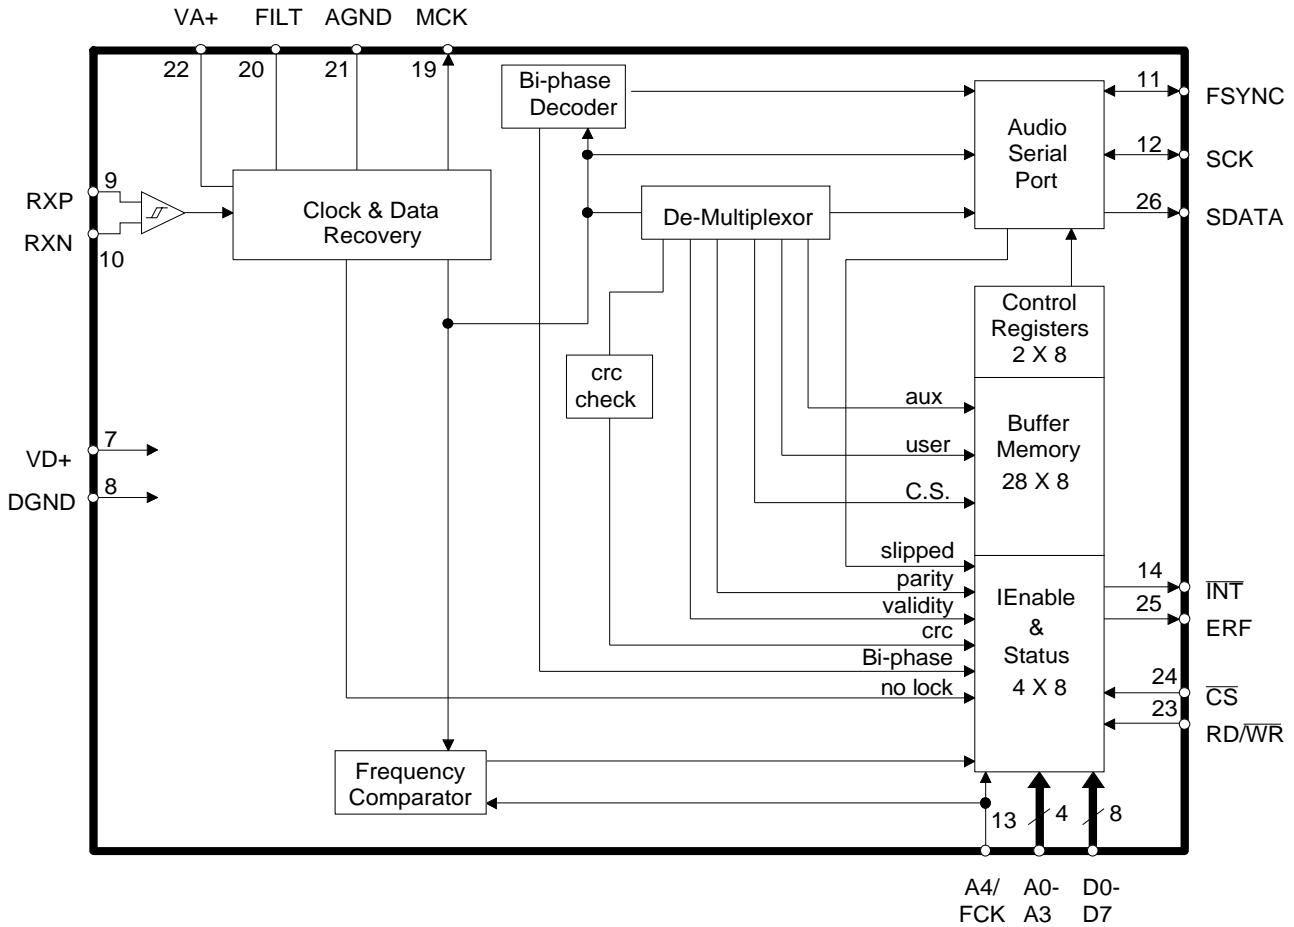 VA+ FILT AGND MCK
22 20 21 19
Bi-phase
Decoder
Audio
Serial
Port
11
FSYNC
12
SCK
26
SDATA
RXP
9
RXN
10
Clock & Data
Recovery
De-Multiplexor
Control
Registers
2 X 8
crc
check
aux
user
C.S.
Buffer
Memory
28 X 8
VD+
7
DGND
8
slipped
parity
validity
crc
Bi-phase
no lock
IEnable
&
Status
4 X 8
14
INT
25
ERF
24
CS
23
RD/WR
Frequency
Comparator
13 4 8
A4/ A0- D0-
FCK A3 D7